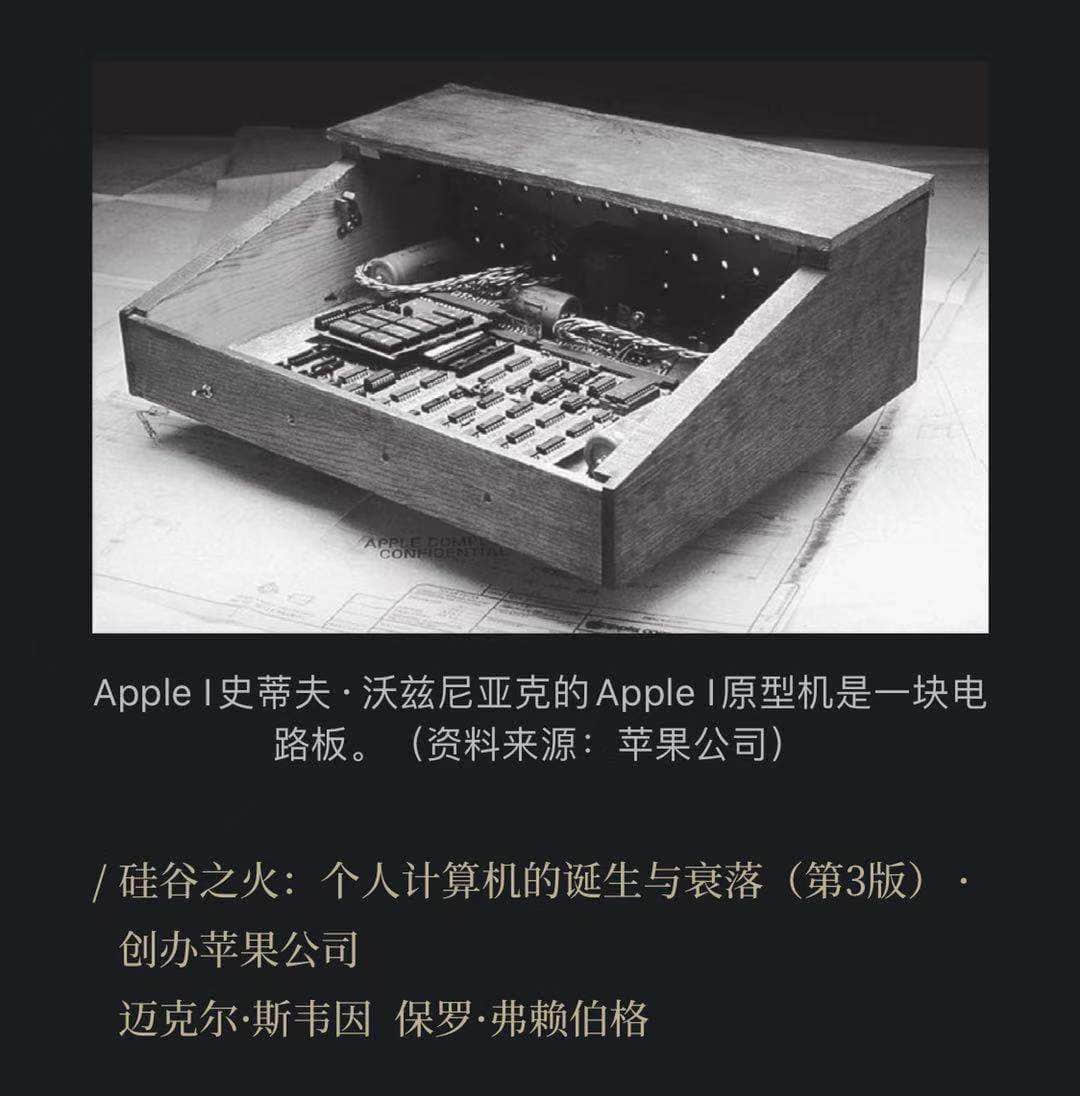 APPLE COMP
CONFIDENTIAL
Apple I史蒂夫·沃兹尼亚克的Apple I原型机是一块电
路板。（资料来源：苹果公司）
/ 硅谷之火：个人计算机的诞生与衰落（第3版） ·
创办苹果公司
迈克尔·斯韦因 保罗·弗赖伯格